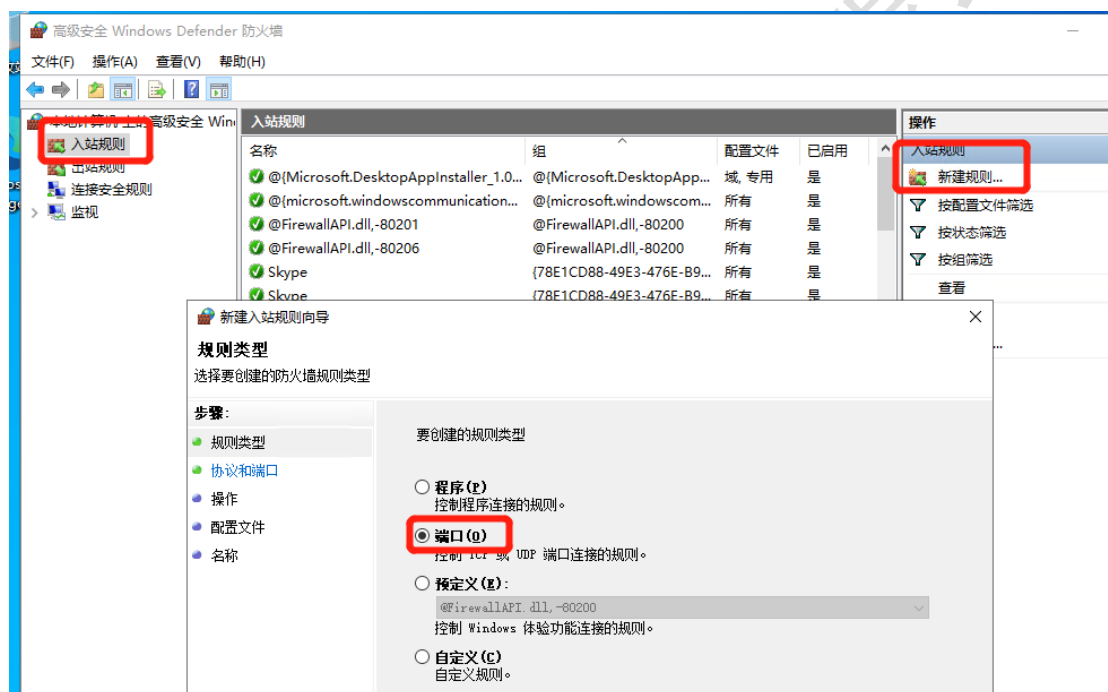 高级安全 Windows Defender 防火墙
文件(F) 操作(A) 查看(V) 帮助(H)
本地计算机 上的高级安全 Win
入站规则
出站规则
连接安全规则
监视
入站规则
名称 组 配置文件 已启用
@{Microsoft.DesktopAppInstaller_1.0... @{Microsoft.DesktopApp... 域, 专用 是
@{microsoft.windowscommunication... @{microsoft.windowscom... 所有 是
@FirewallAPI.dll,-80201 @FirewallAPI.dll,-80200 所有 是
@FirewallAPI.dll,-80206 @FirewallAPI.dll,-80200 所有 是
Skype {78E1CD88-49E3-476E-B9... 所有 是
Skype {78E1CD88-49E3-476E-B9... 所有 是
操作
入站规则
新建规则...
按配置文件筛选
按状态筛选
按组筛选
查看
...
新建入站规则向导
规则类型
选择要创建的防火墙规则类型
步骤:
规则类型
协议和端口
操作
配置文件
名称
要创建的规则类型
程序(P)
控制程序连接的规则。
端口(O)
控制 TCP 或 UDP 端口连接的规则。
预定义(E):
@FirewallAPI.dll,-80200
控制 Windows 体验功能连接的规则。
自定义(C)
自定义规则。